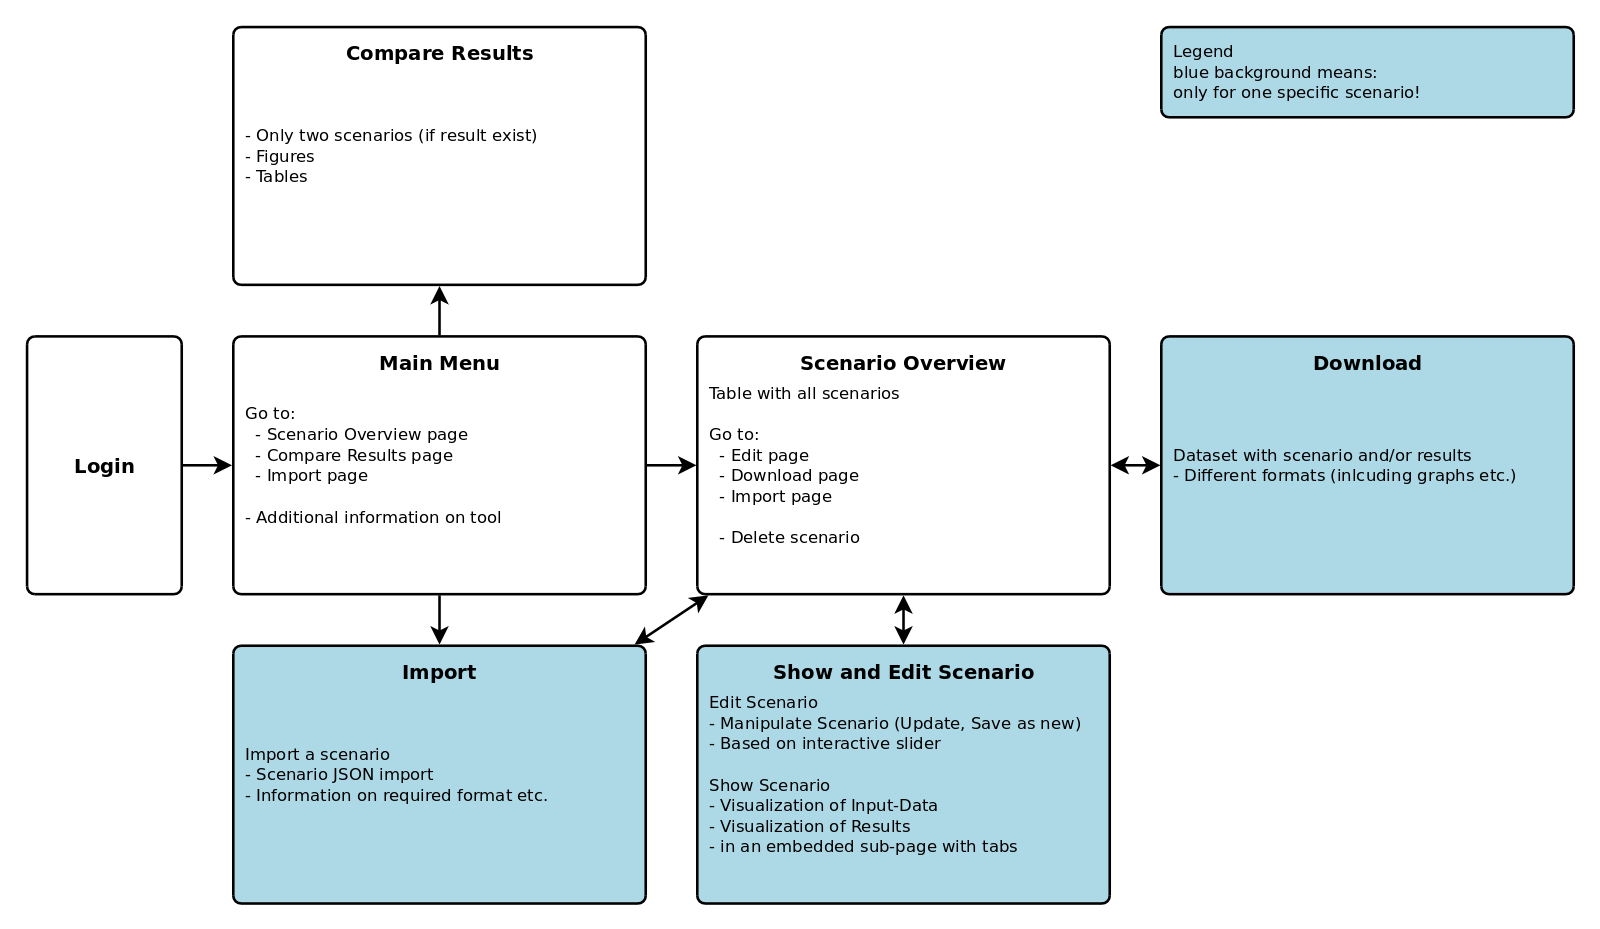 Compare Results
- Only two scenarios (if result exist)
- Figures
- Tables
Legend
blue background means:
only for one specific scenario!
Login
Main Menu
Go to:
- Scenario Overview page
- Compare Results page
- Import page
- Additional information on tool
Scenario Overview
Table with all scenarios
Go to:
- Edit page
- Download page
- Import page
- Delete scenario
Download
Dataset with scenario and/or results
- Different formats (inlcuding graphs etc.)
Import
Import a scenario
- Scenario JSON import
- Information on required format etc.
Show and Edit Scenario
Edit Scenario
- Manipulate Scenario (Update, Save as new)
- Based on interactive slider
Show Scenario
- Visualization of Input-Data
- Visualization of Results
- in an embedded sub-page with tabs